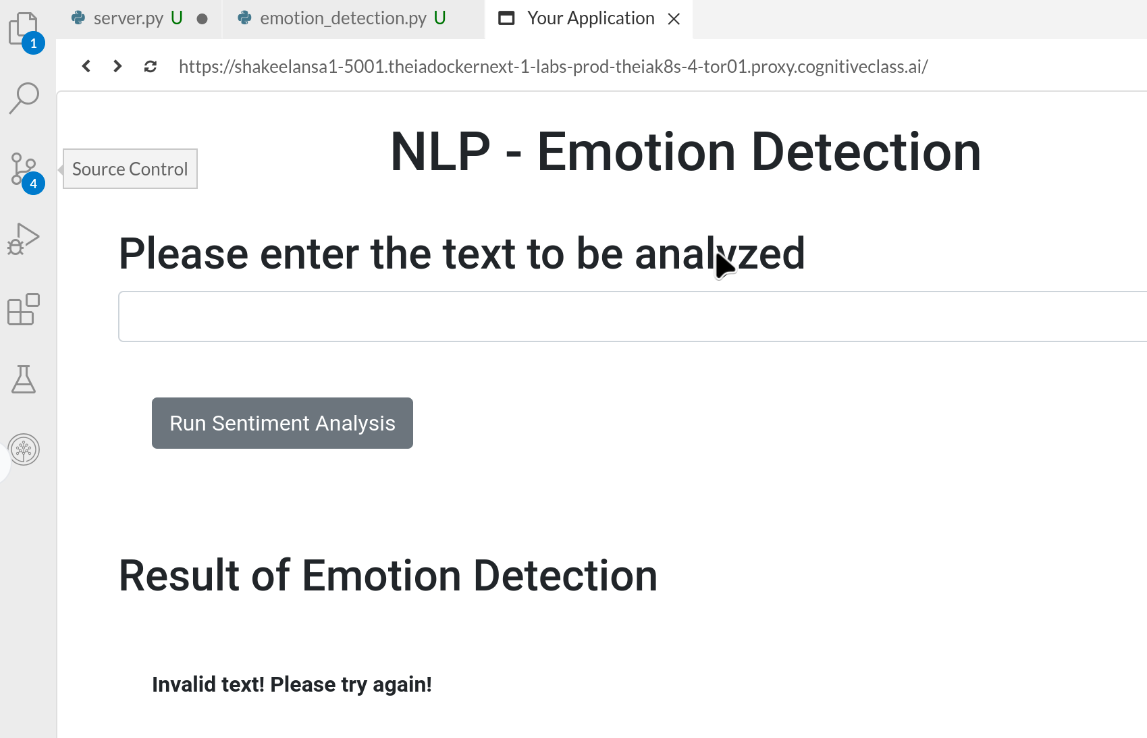 server.py U
emotion_detection.py U
Your Application
1
https://shakeelansa1-5001.theiadockernext-1-labs-prod-theiak8s-4-tor01.proxy.cognitiveclass.ai/
NLP - Emotion Detection
Source Control
4
Please enter the text to be analyzed
Run Sentiment Analysis
Result of Emotion Detection
Invalid text! Please try again!